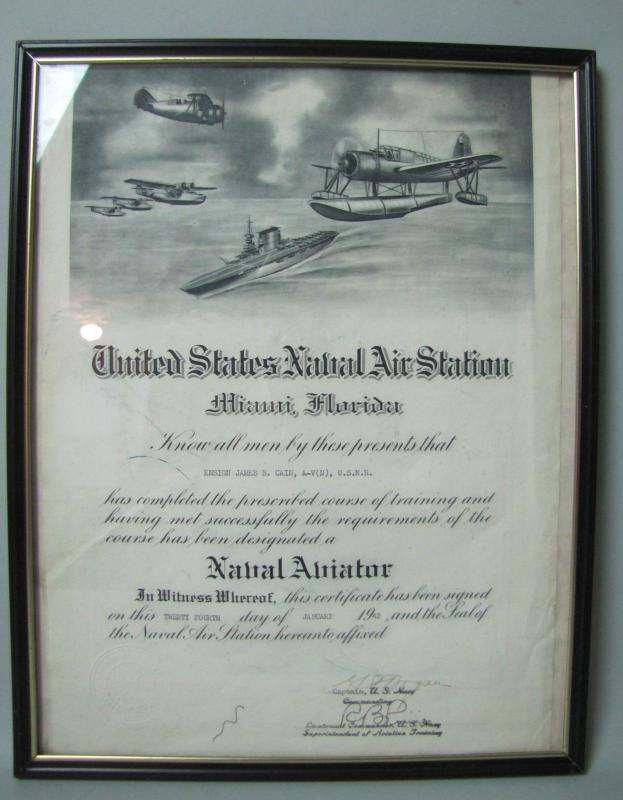 United States Naval Air Station
Miami, Florida
Know all men by these presents that
ENSIGN JAMES B. CAIN, A-V(N), U.S.N.R.
has completed the prescribed course of training and
having met successfully the requirements of the
course has been designated a
Naval Aviator
In Witness Whereof, this certificate has been signed
on this TWENTY FOURTH day of JANUARY 1942, and the Seal of
the Naval Air Station hereunto affixed
Captain, U. S. Navy
Commanding
Lieutenant Commander, U. S. Navy
Superintendent of Aviation Training